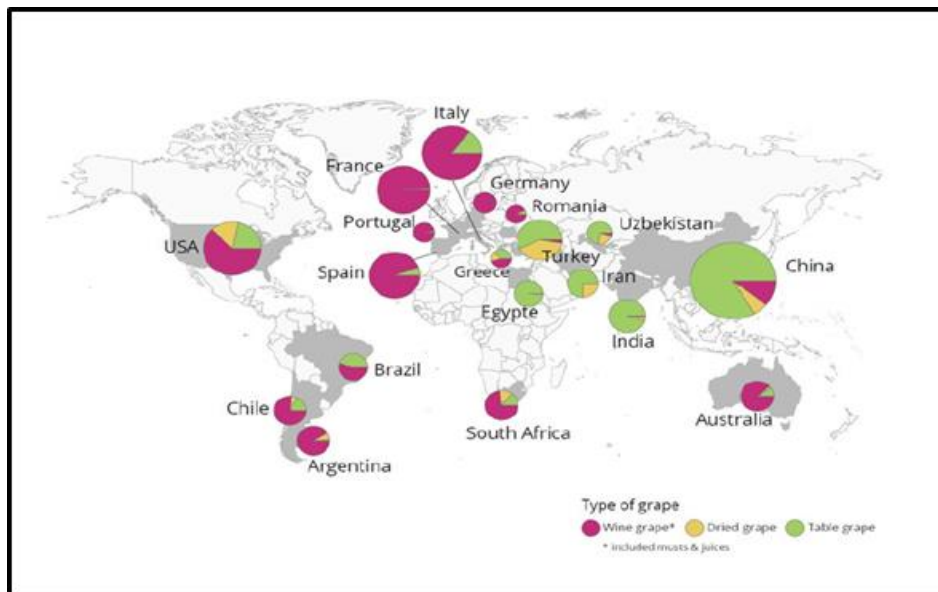 Italy
France
Germany
Portugal
Romania
Uzbekistan
USA
Turkey
China
Spain
Greece
Iran
Egypte
India
Brazil
Chile
Australia
South Africa
Argentina
Type of grape
Wine grape* Dried grape Table grape
* included musts & juices